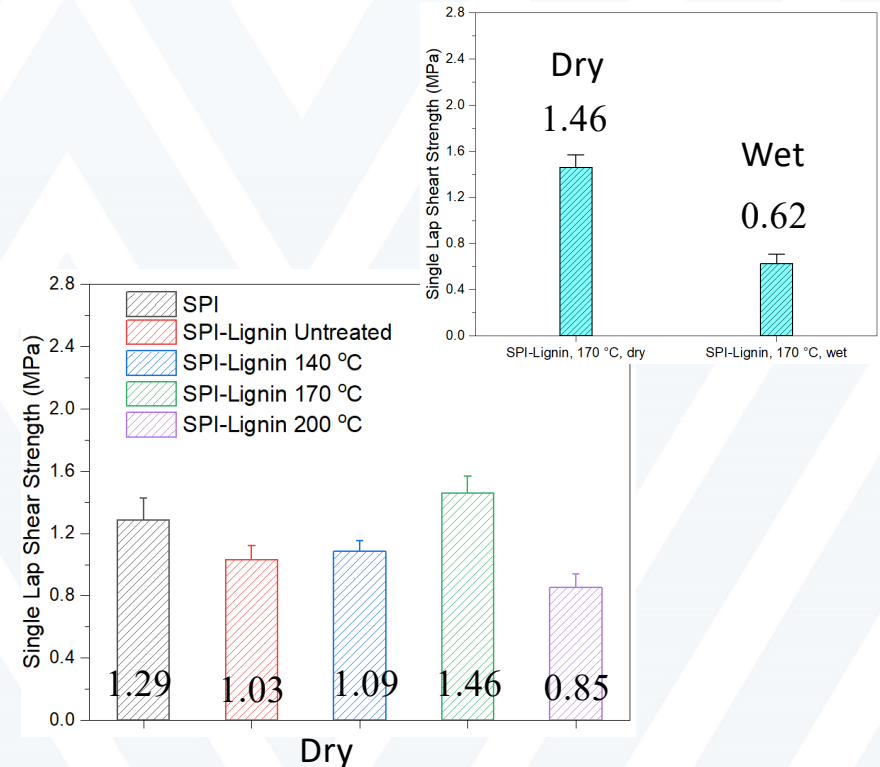 2.8
2.4
2.0
1.6
1.2
0.8
0.4
0.0
Single Lap Sheart Strength (MPa)
Dry
1.46
Wet
0.62
SPI-Lignin, 170 °C, dry
SPI-Lignin, 170 °C, wet
2.8
2.4
2.0
1.6
1.2
0.8
0.4
0.0
Single Lap Shear Strength (MPa)
SPI
SPI-Lignin Untreated
SPI-Lignin 140 °C
SPI-Lignin 170 °C
SPI-Lignin 200 °C
1.29
1.03
1.09
1.46
0.85
Dry